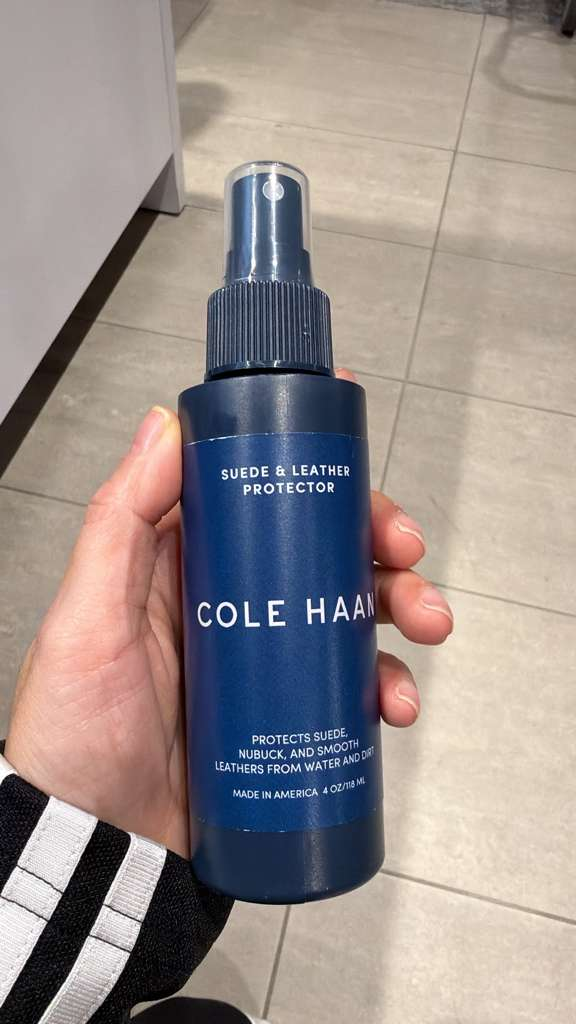 SUEDE & LEATHER
PROTECTOR
COLE HAAN
PROTECTS SUEDE,
NUBUCK, AND SMOOTH
LEATHERS FROM WATER AND DIRT
MADE IN AMERICA 4 OZ/118 ML